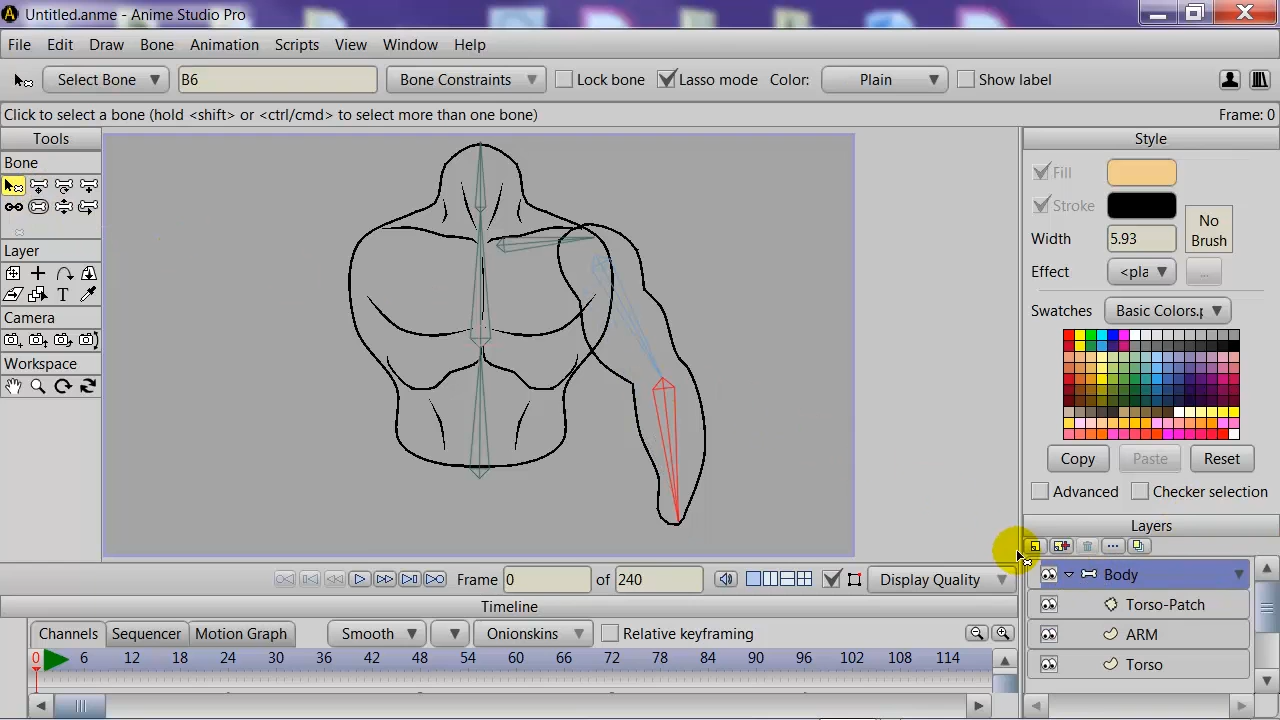 Untitled.anme - Anime Studio Pro
File Edit Draw Bone Animation Scripts View Window Help
Select Bone B6 Bone Constraints Lock bone Lasso mode Color: Plain Show label
Click to select a bone (hold <shift> or <ctrl/cmd> to select more than one bone) Frame: 0
Tools
Bone
Layer
T
Camera
Workspace
Style
Fill
Stroke
No Brush
Width 5.93
Effect <pla ...
Swatches Basic Colors.p
Copy Paste Reset
Advanced Checker selection
Layers
Body
Torso-Patch
ARM
Torso
Frame 0 of 240 Display Quality
Timeline
Channels Sequencer Motion Graph Smooth Onionskins Relative keyframing
0 6 12 18 24 30 36 42 48 54 60 66 72 78 84 90 96 102 108 114